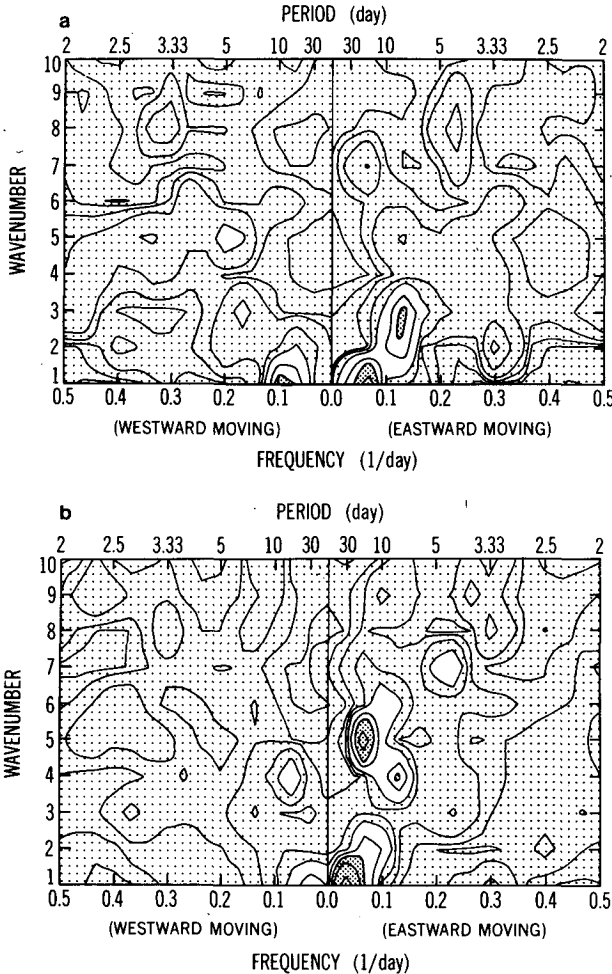 a
PERIOD (day)
2 2.5 3.33 5 10 30 30 10 5 3.33 2.5 2
10
9
8
7
6
5
4
3
2
1
WAVENUMBER
0.5 0.4 0.3 0.2 0.1 0.0 0.1 0.2 0.3 0.4 0.5
(WESTWARD MOVING) (EASTWARD MOVING)
FREQUENCY (1/day)
b
PERIOD (day)
2 2.5 3.33 5 10 30 30 10 5 3.33 2.5 2
10
9
8
7
6
5
4
3
2
1
WAVENUMBER
0.5 0.4 0.3 0.2 0.1 0.0 0.1 0.2 0.3 0.4 0.5
(WESTWARD MOVING) (EASTWARD MOVING)
FREQUENCY (1/day)